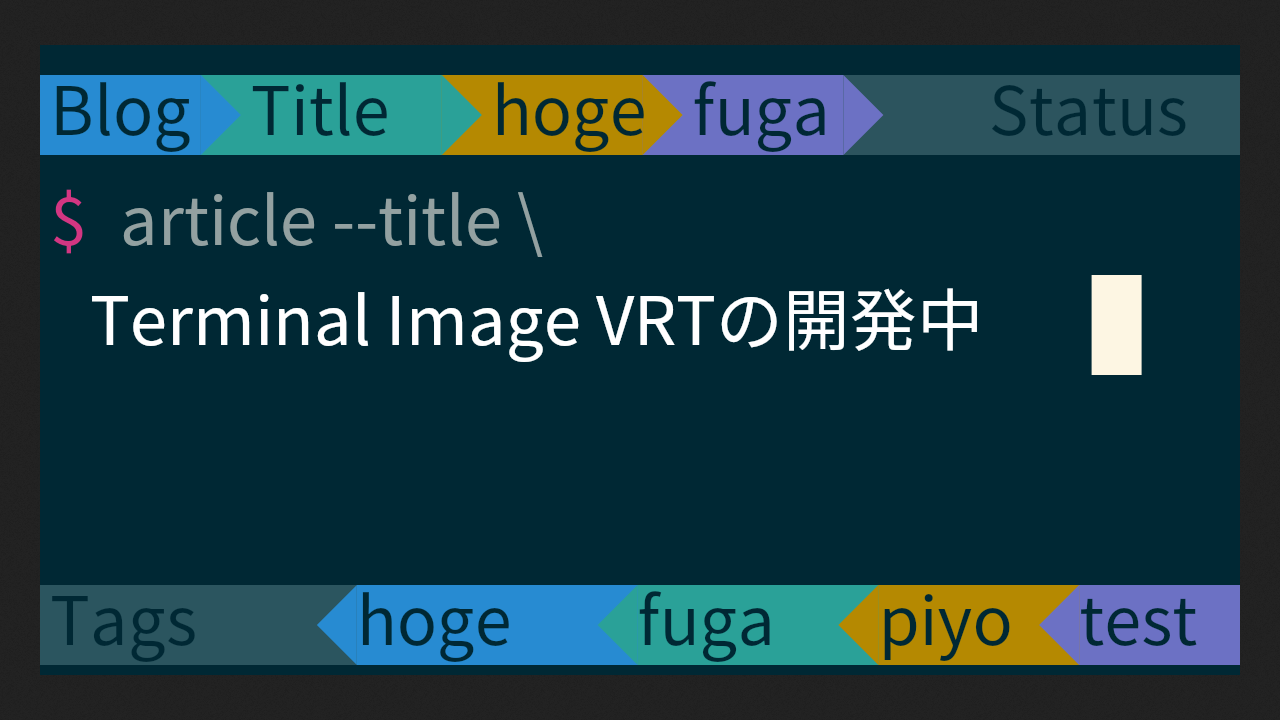 Blog Title hoge fuga Status
$ article --title \
Terminal Image VRTの開発中
Tags hoge fuga piyo test